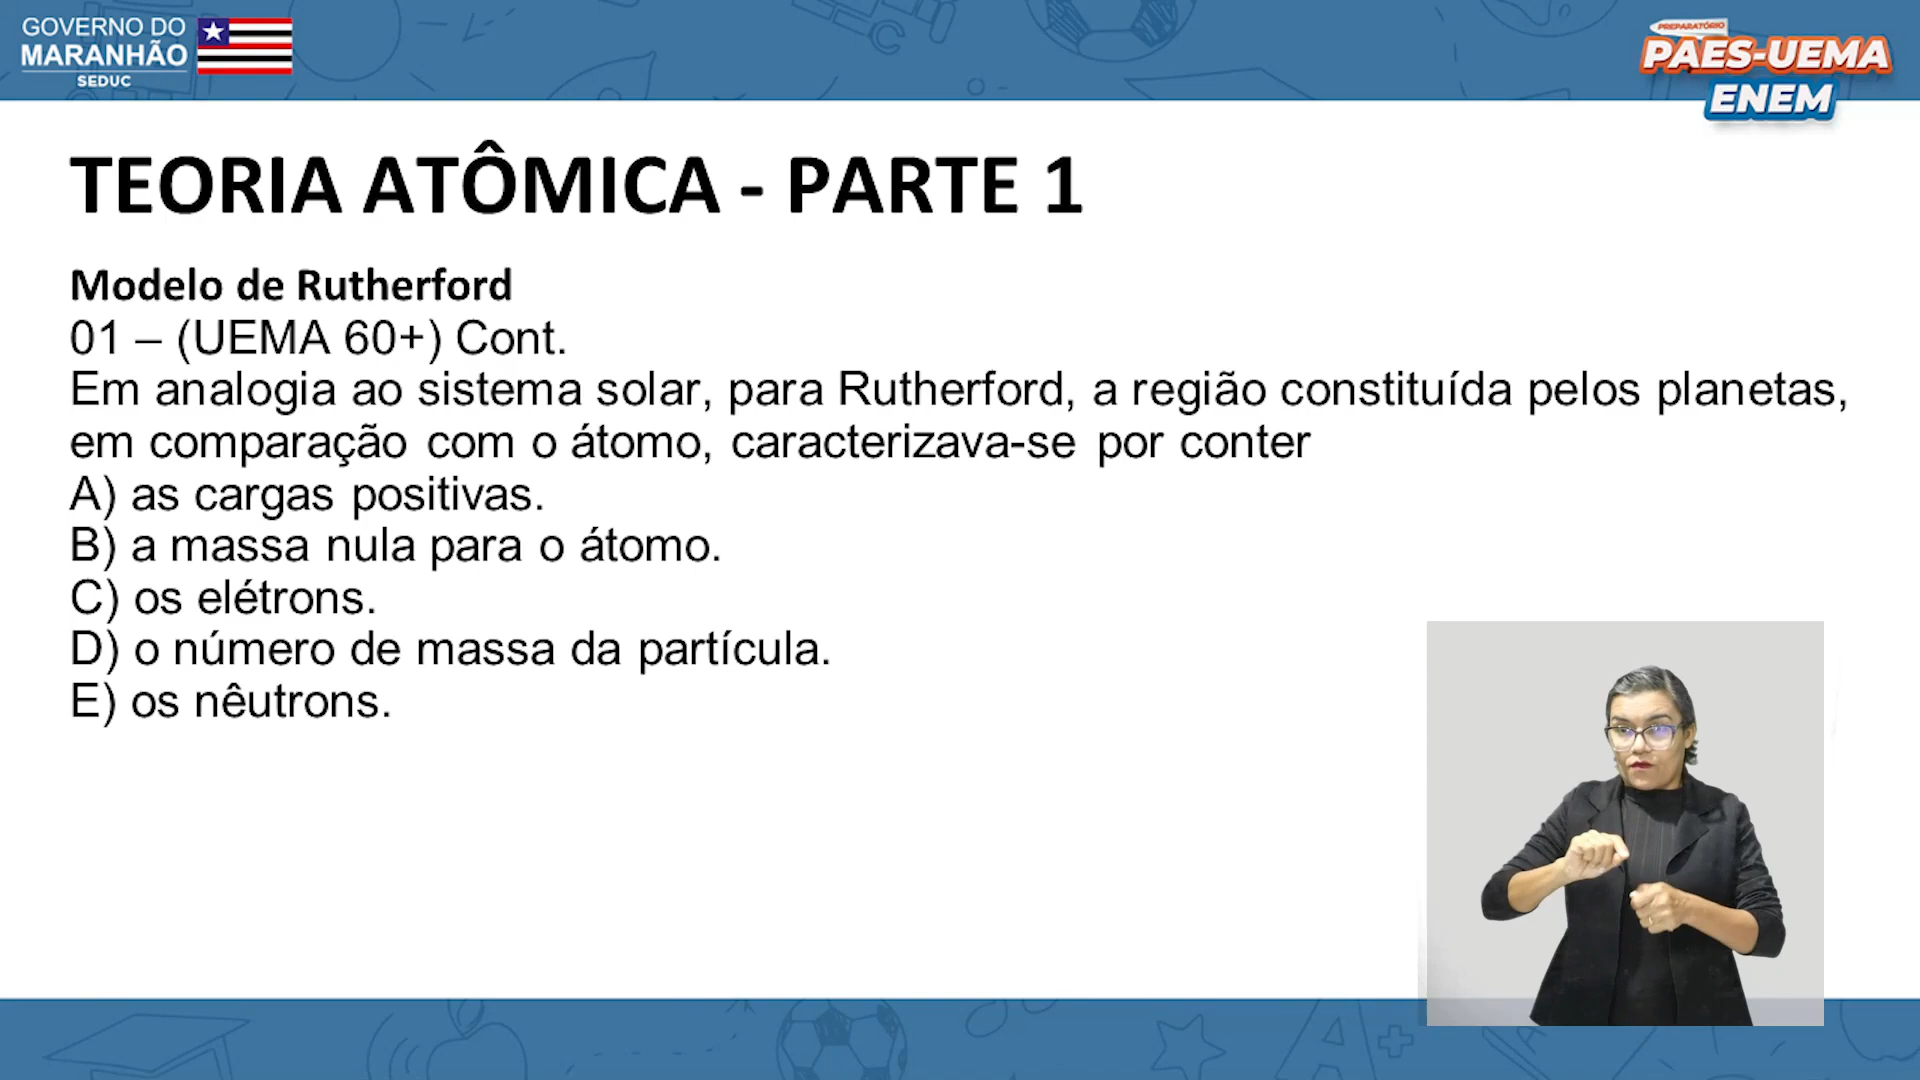 GOVERNO DO
MARANHÃO
SEDUC
PREPARATÓRIO
PAES-UEMA
ENEM
TEORIA ATÔMICA - PARTE 1
Modelo de Rutherford
01 – (UEMA 60+) Cont.
Em analogia ao sistema solar, para Rutherford, a região constituída pelos planetas,
em comparação com o átomo, caracterizava-se por conter
A) as cargas positivas.
B) a massa nula para o átomo.
C) os elétrons.
D) o número de massa da partícula.
E) os nêutrons.
A+